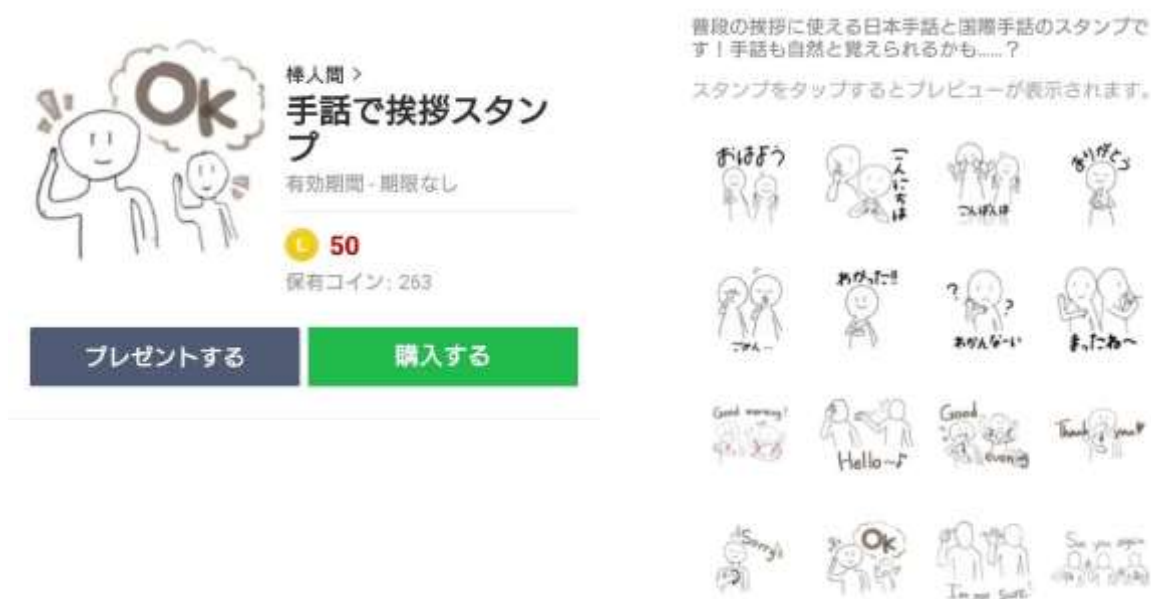 Ok
棒人間 >
手話で挨拶スタン
プ
有効期間 - 期限なし
L 50
保有コイン: 263
プレゼントする
購入する
普段の挨拶に使える日本手話と国際手話のスタンプで
す！手話も自然と覚えられるかも……？
スタンプをタップするとプレビューが表示されます。
おはよう
こんにちは
こんばんは
ありがとう
ごめん…
わかった!!
? ?
わかんなーい
まったね〜
Good morning!
Hello~♪
Good
evening
Thank you♥
Sorry
Ok
I'm not sure.
See you again